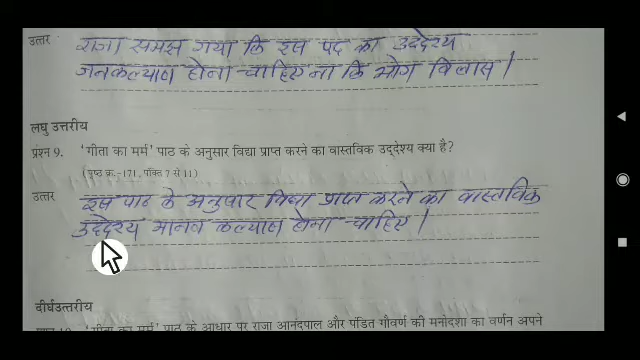 उत्तर राजा समझ गया कि इस पद का उद्देश्य
जनकल्याण होना चाहिए ना कि भोग विलास।
लघु उत्तरीय
प्रश्न 9. 'गीता का मर्म' पाठ के अनुसार विद्या प्राप्त करने का वास्तविक उद्देश्य क्या है?
(पृष्ठ क्र.-171, पंक्ति 7 से 11)
उत्तर इस पाठ के अनुसार विद्या प्राप्त करने का वास्तविक
उद्देश्य मानव कल्याण होना चाहिए।
दीर्घउत्तरीय
'गीता का मर्म' पाठ के आधार पर राजा आनंदपाल और पंडित गौवर्ण की मनोदशा का वर्णन अपने